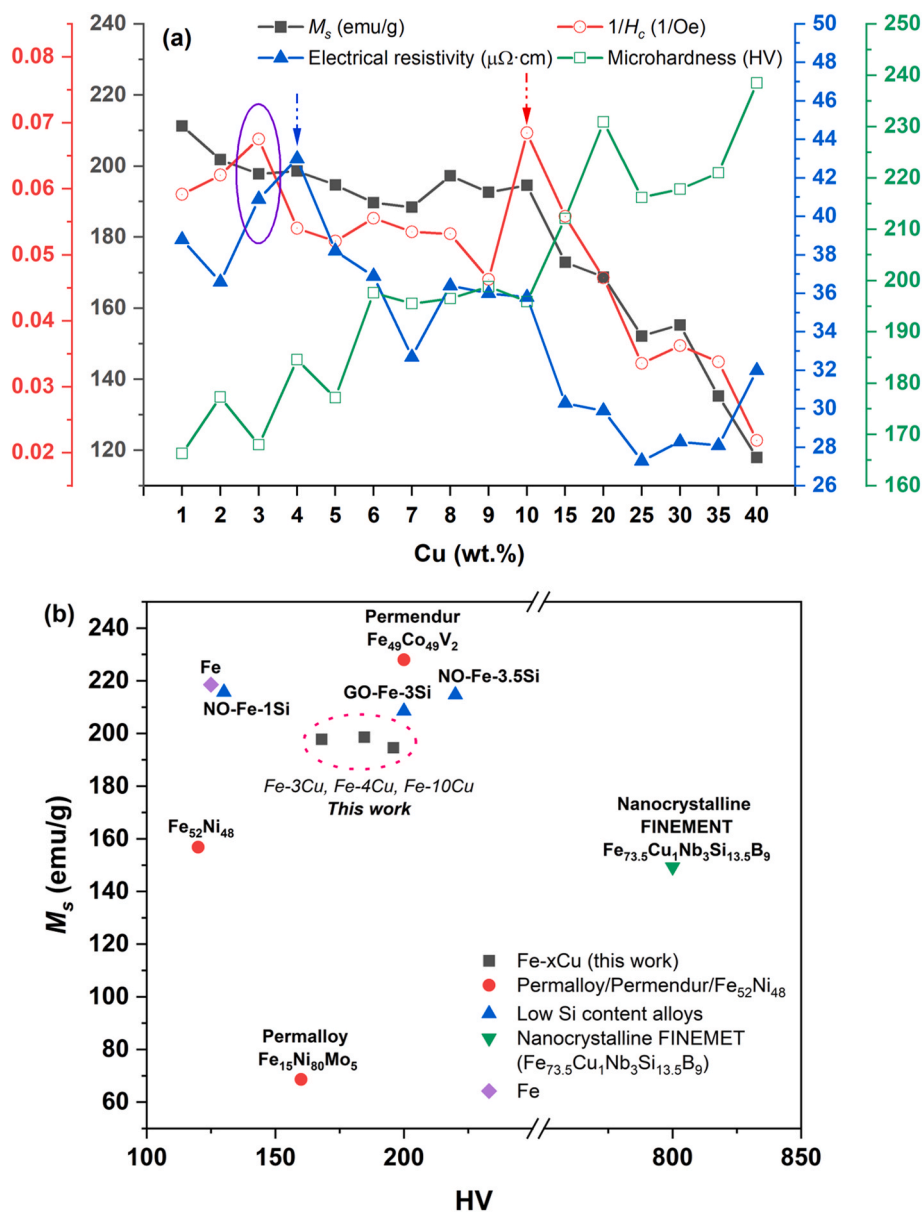 (a)
M_s (emu/g)
1/H_c (1/Oe)
Electrical resistivity (μΩ·cm)
Microhardness (HV)
0.08
0.07
0.06
0.05
0.04
0.03
0.02
240
220
200
180
160
140
120
50
48
46
44
42
40
38
36
34
32
30
28
26
250
240
230
220
210
200
190
180
170
160
1 2 3 4 5 6 7 8 9 10 15 20 25 30 35 40
Cu (wt.%)
(b)
M_s (emu/g)
240
220
200
180
160
140
120
100
80
60
Permendur
Fe₄₉Co₄₉V₂
Fe
NO-Fe-1Si
GO-Fe-3Si
NO-Fe-3.5Si
Fe-3Cu, Fe-4Cu, Fe-10Cu
This work
Fe₅₂Ni₄₈
Nanocrystalline
FINEMENT
Fe₇₃.₅Cu₁Nb₃Si₁₃.₅B₉
Permalloy
Fe₁₅Ni₈₀Mo₅
Fe-xCu (this work)
Permalloy/Permendur/Fe₅₂Ni₄₈
Low Si content alloys
Nanocrystalline FINEMET
(Fe₇₃.₅Cu₁Nb₃Si₁₃.₅B₉)
Fe
100 150 200 800 850
HV